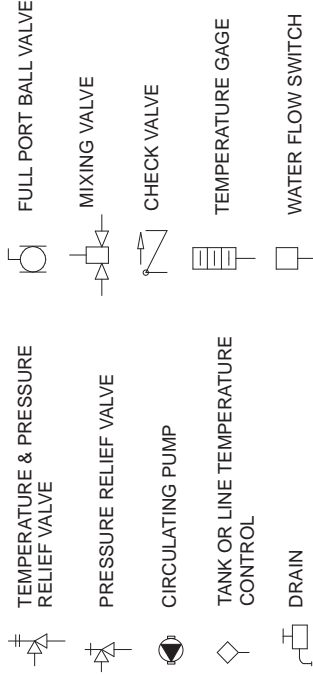 TEMPERATURE & PRESSURE
RELIEF VALVE
PRESSURE RELIEF VALVE
CIRCULATING PUMP
TANK OR LINE TEMPERATURE
CONTROL
DRAIN
FULL PORT BALL VALVE
MIXING VALVE
CHECK VALVE
TEMPERATURE GAGE
WATER FLOW SWITCH